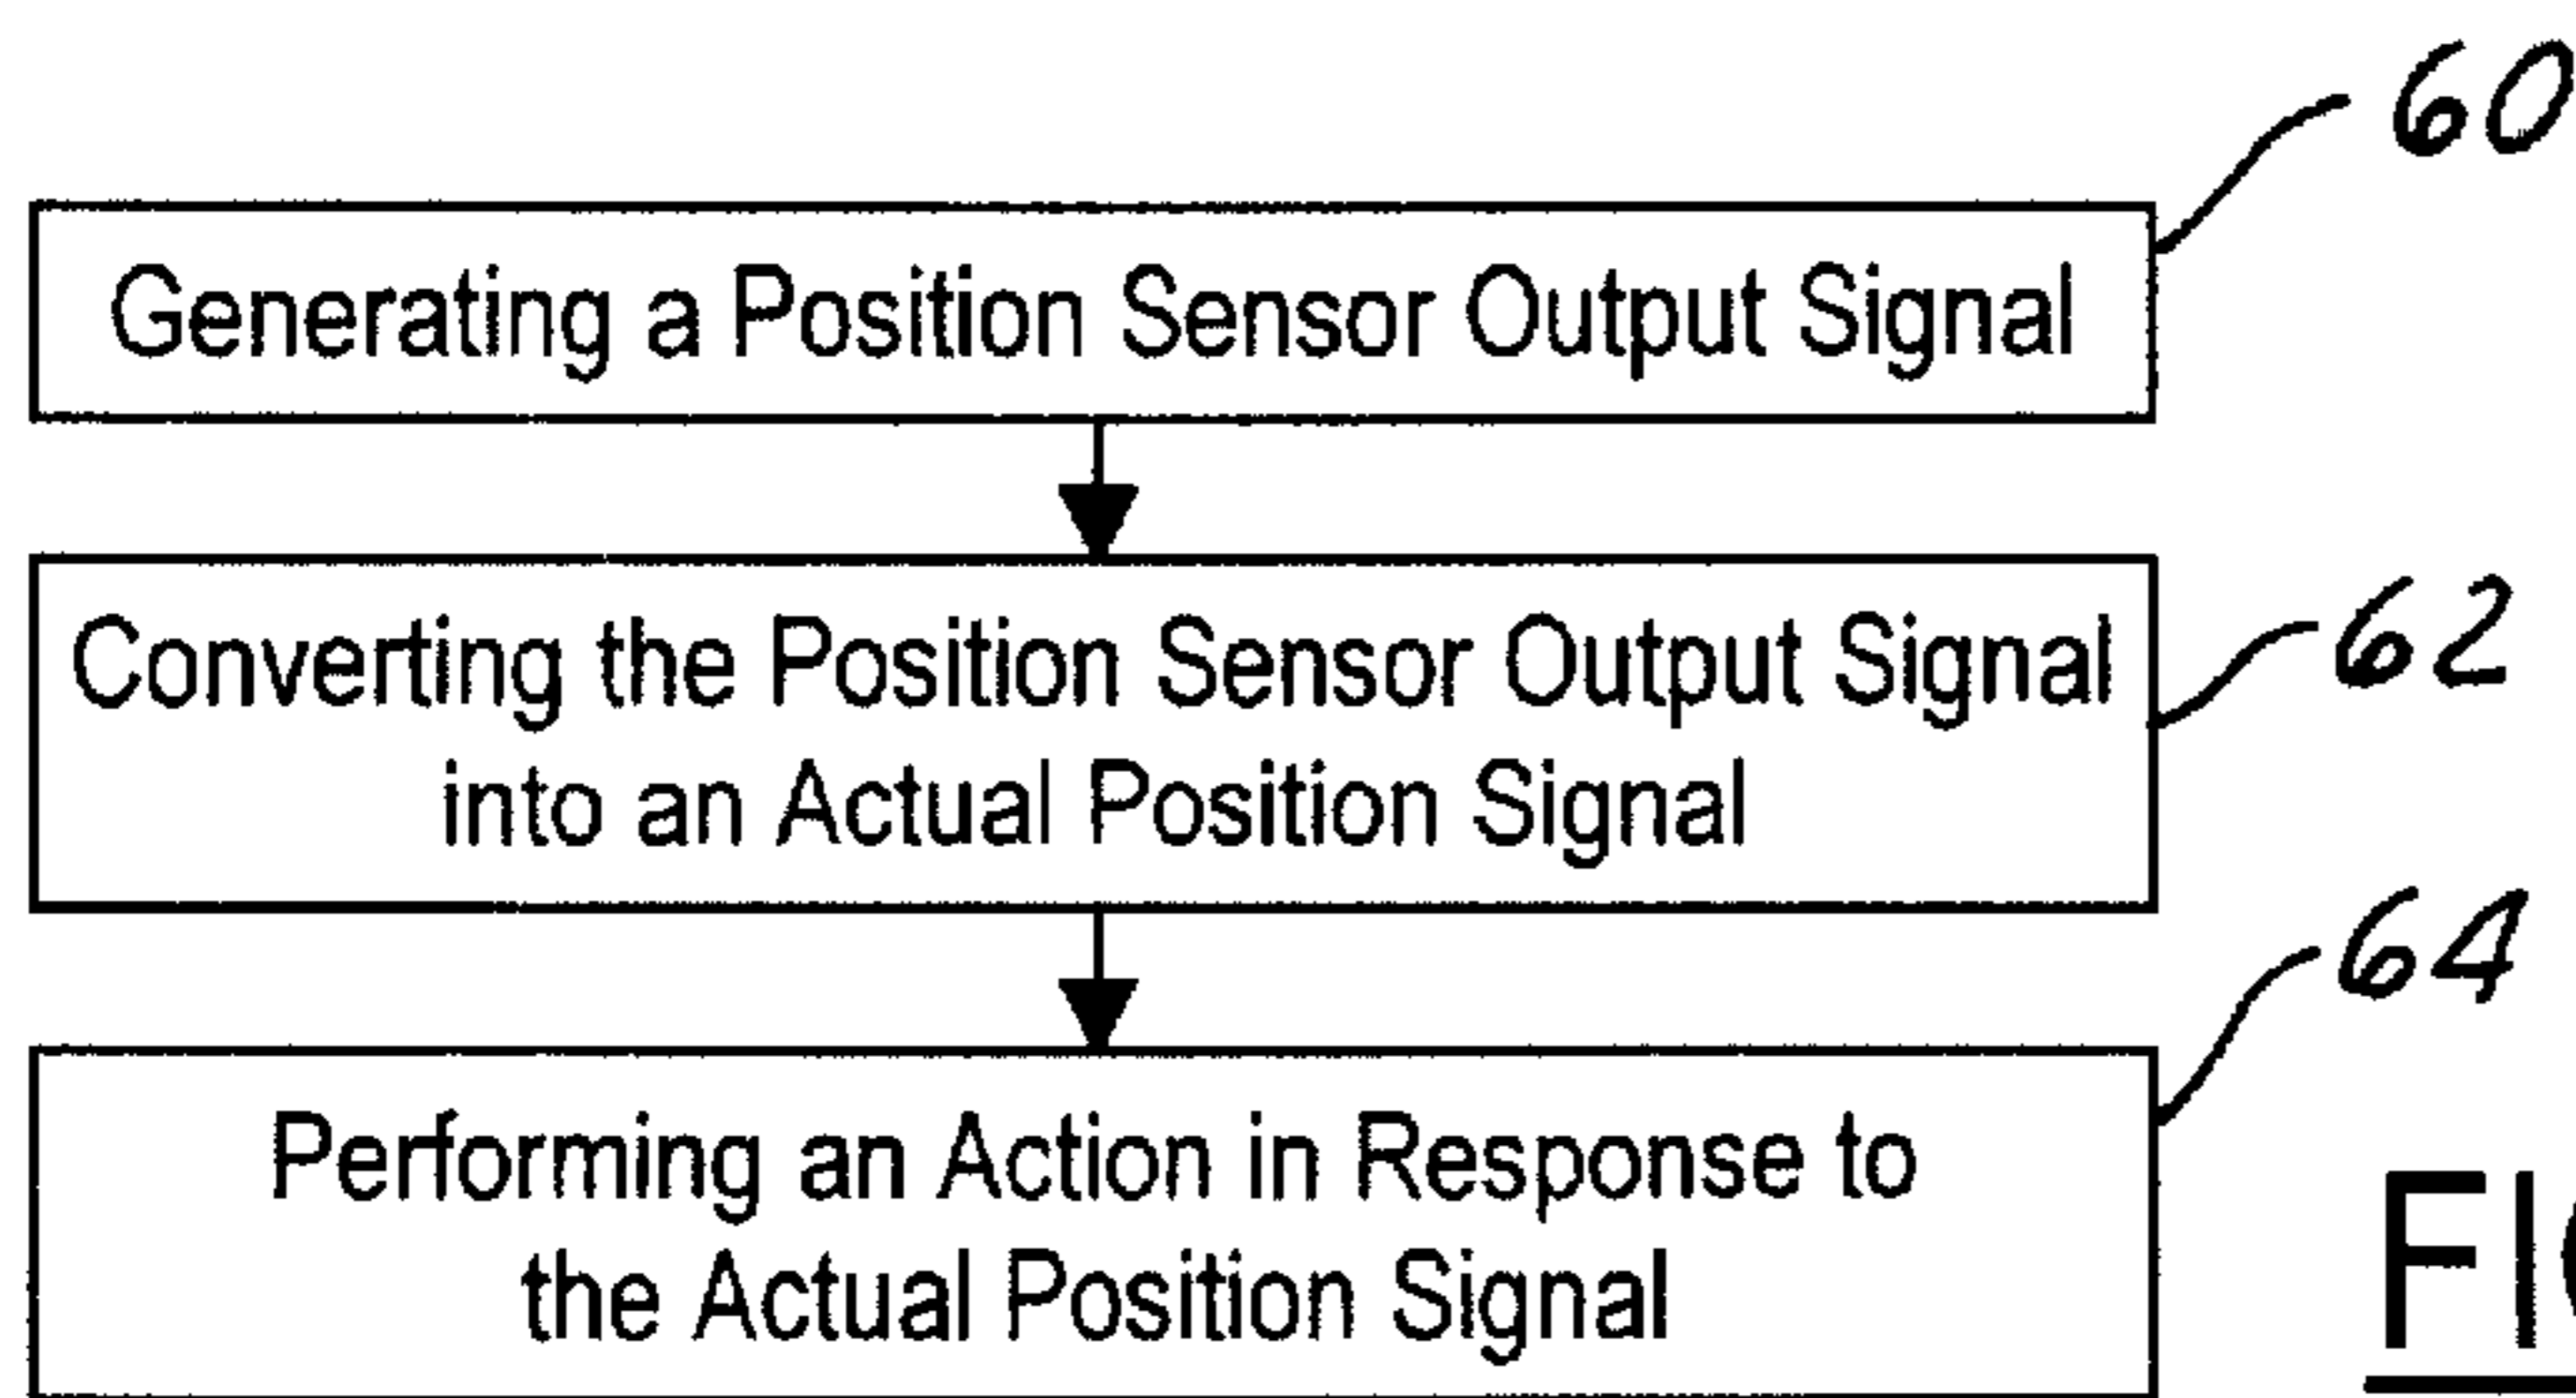 60
Generating a Position Sensor Output Signal
62
Converting the Position Sensor Output Signal
into an Actual Position Signal
64
Performing an Action in Response to
the Actual Position Signal